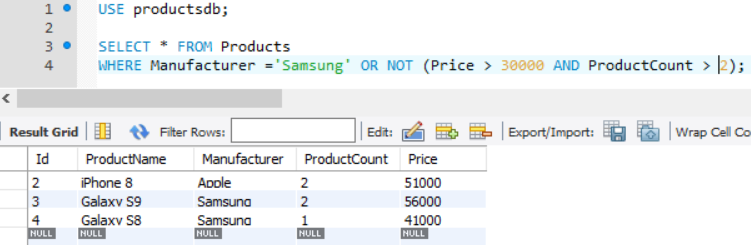 1 USE productsdb;
2
3 SELECT * FROM Products
4 WHERE Manufacturer ='Samsung' OR NOT (Price > 30000 AND ProductCount > 2);
Result Grid Filter Rows: Edit: Export/Import: Wrap Cell Co
Id ProductName Manufacturer ProductCount Price
2 iPhone 8 Apple 2 51000
3 Galaxy S9 Samsung 2 56000
4 Galaxy S8 Samsung 1 41000
NULL NULL NULL NULL NULL